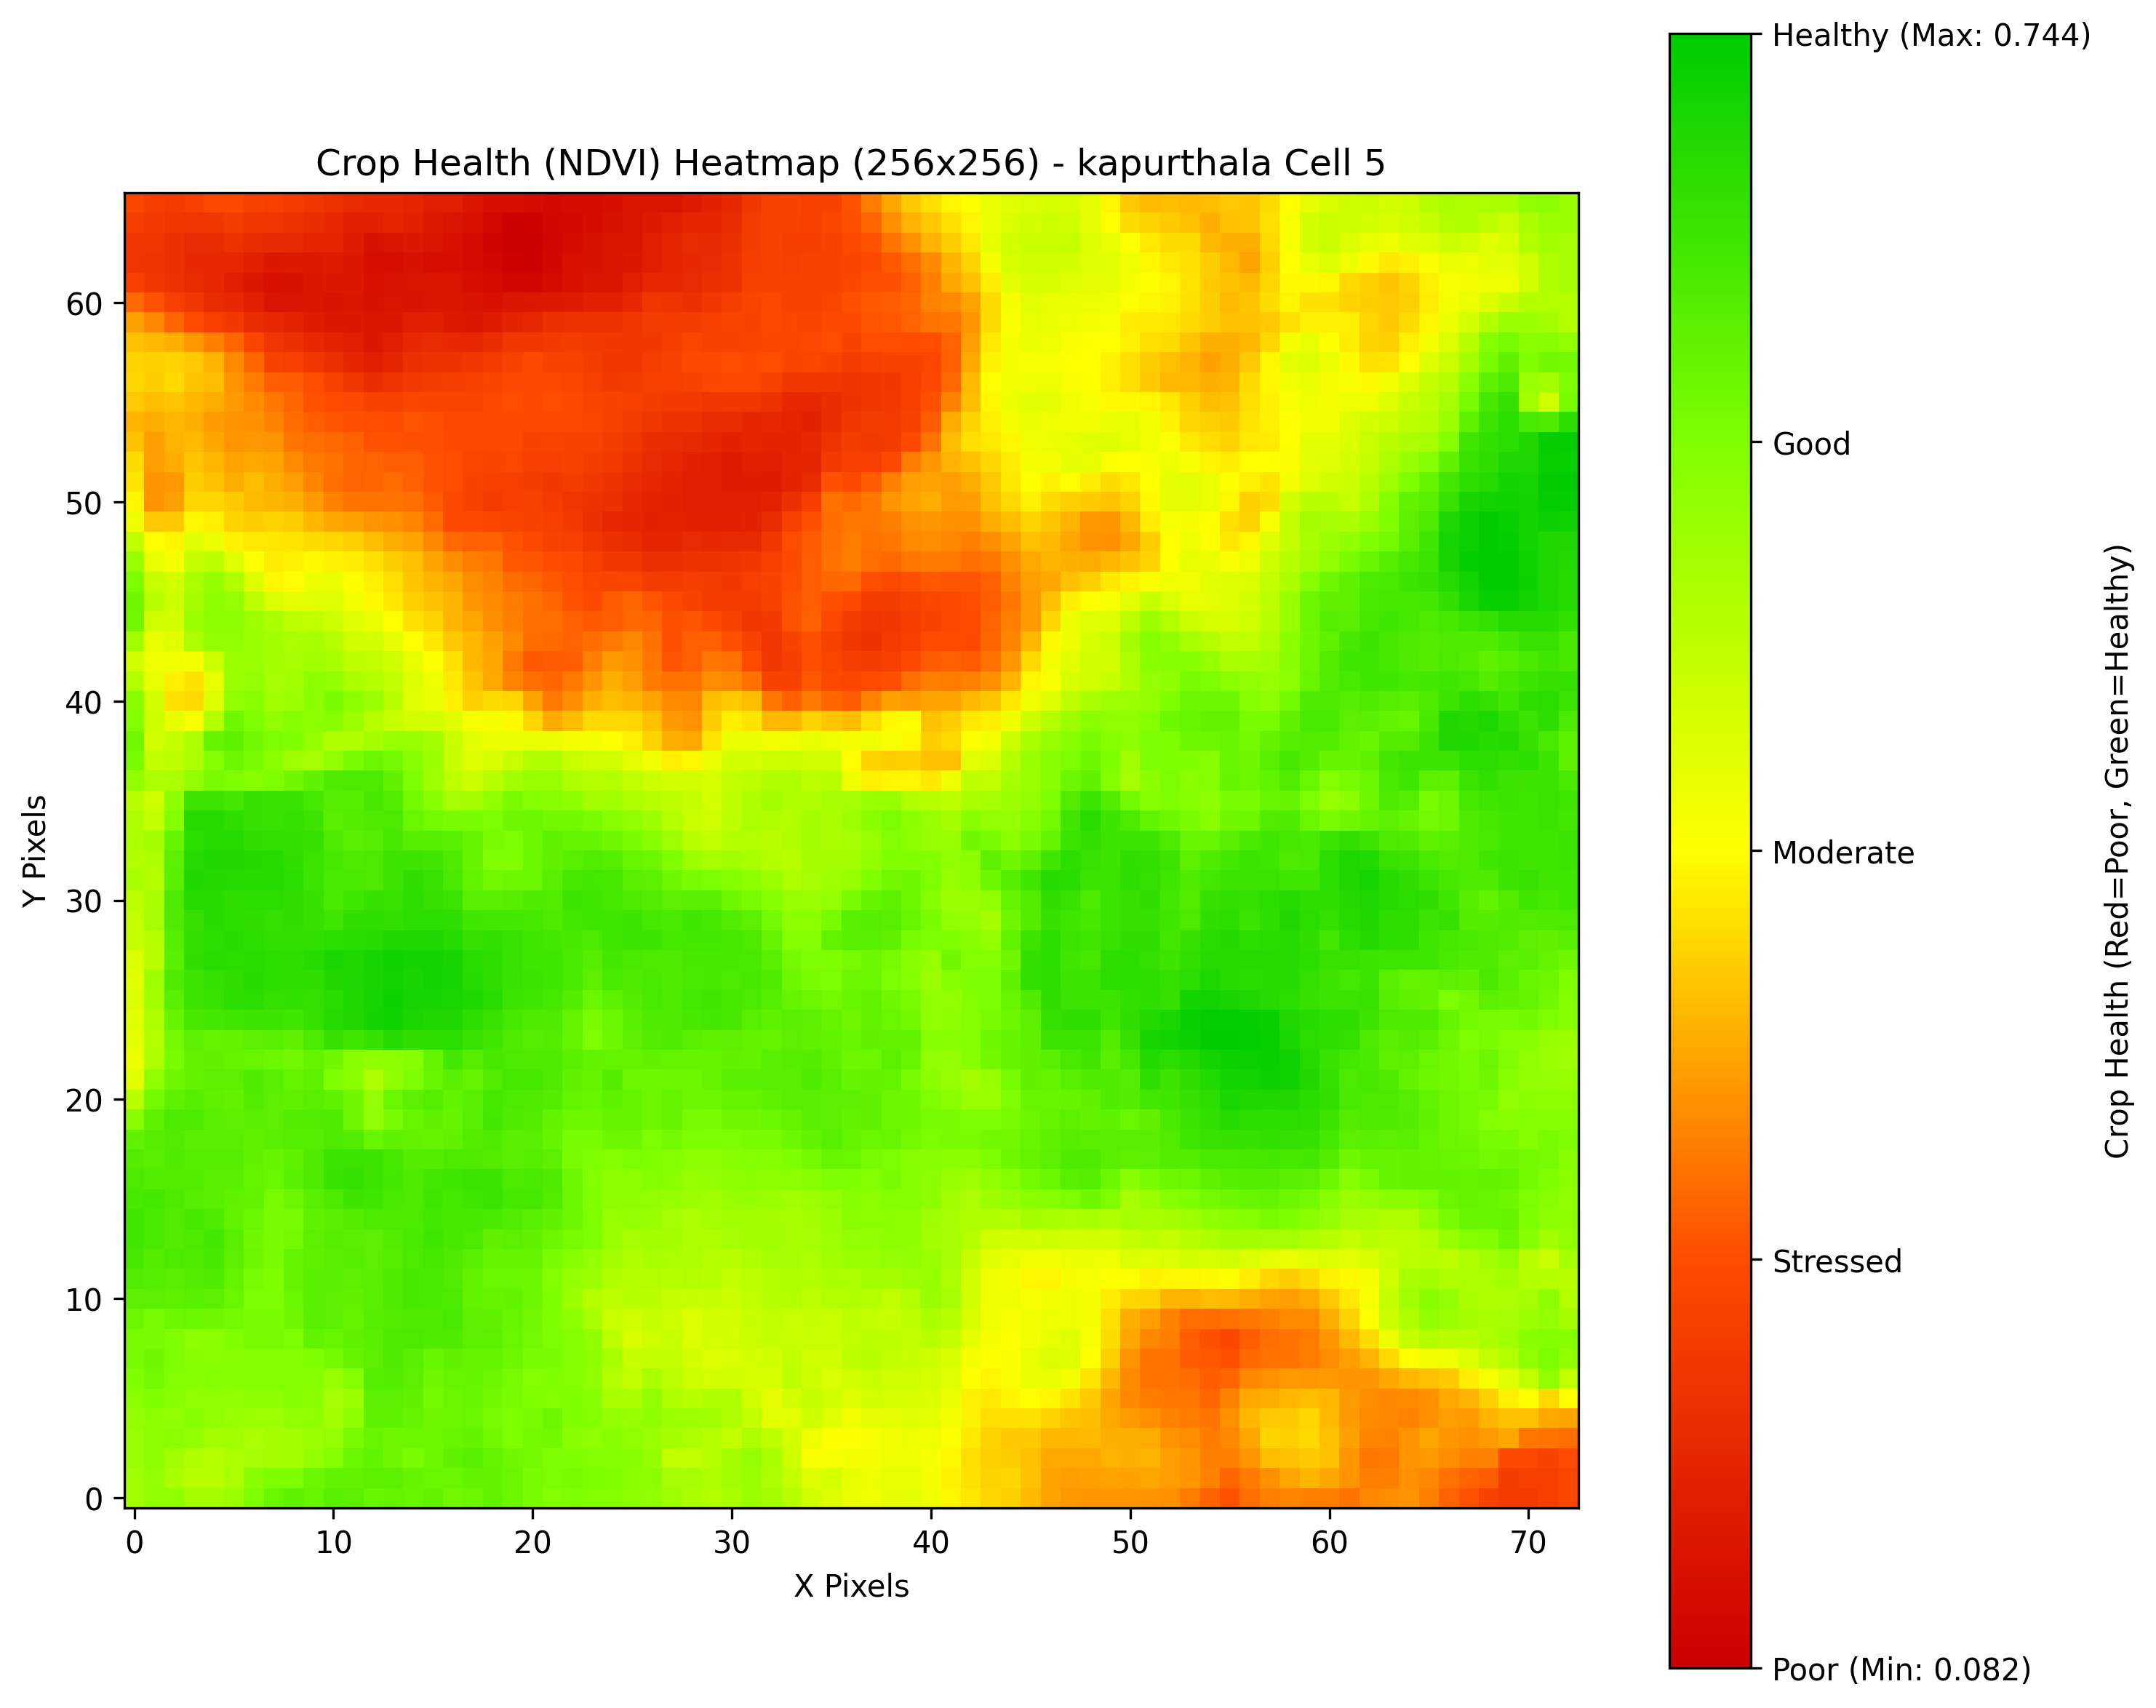 Crop Health (NDVI) Heatmap (256x256) - kapurthala Cell 5
60
50
40
30
20
10
0
Y Pixels
0 10 20 30 40 50 60 70
X Pixels
Healthy (Max: 0.744)
Good
Moderate
Stressed
Poor (Min: 0.082)
Crop Health (Red=Poor, Green=Healthy)